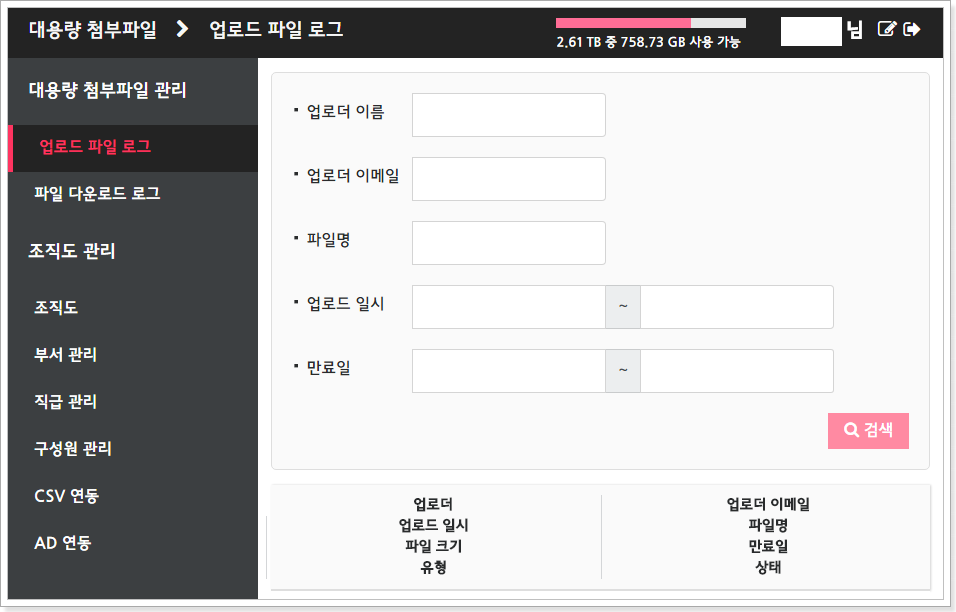 대용량 첨부파일 업로드 파일 로그
2.61 TB 중 758.73 GB 사용 가능
님
대용량 첨부파일 관리
업로드 파일 로그
파일 다운로드 로그
조직도 관리
조직도
부서 관리
직급 관리
구성원 관리
CSV 연동
AD 연동
업로더 이름
업로더 이메일
파일명
업로드 일시 ~
만료일 ~
검색
업로더
업로드 일시
파일 크기
유형
업로더 이메일
파일명
만료일
상태